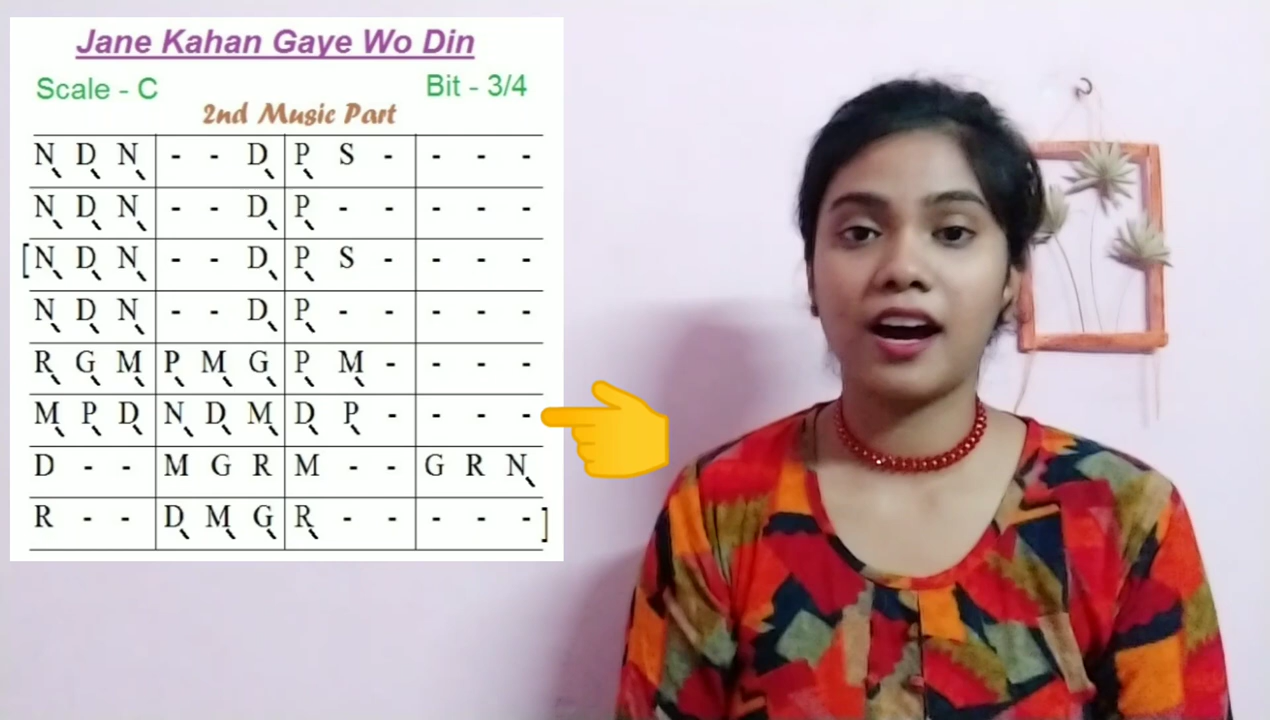 Jane Kahan Gaye Wo Din
Scale - C Bit - 3/4
2nd Music Part
N̖ D̖ N̖ - - D̖ P̖ S - - - -
N̖ D̖ N̖ - - D̖ P̖ - - - - -
[N̖ D̖ N̖ - - D̖ P̖ S - - - -
N̖ D̖ N̖ - - D̖ P̖ - - - - -
R̖ G̖ M̖ P̖ M̖ G̖ P̖ M̖ - - - -
M̖ P̖ D̖ N̖ D̖ M̖ D̖ P̖ - - - -
D - - M G R M - - G R N̖
R - - D̖ M̖ G̖ R̖ - - - - -]